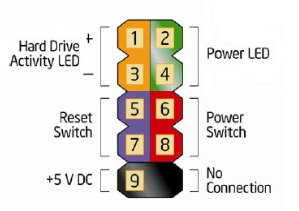 Hard Drive
Activity LED
+
–
1 2
3 4
Power LED
Reset
Switch
5 6
7 8
Power
Switch
+5 V DC
9
No
Connection